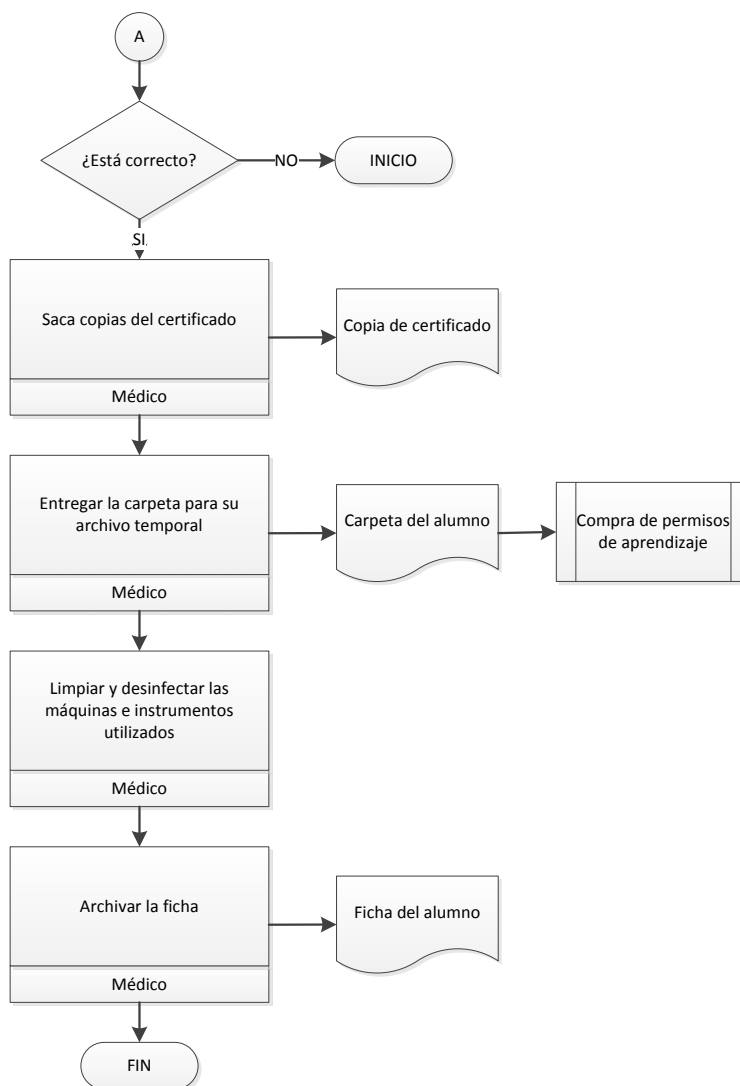 A
¿Está correcto?
NO
INICIO
SI
Saca copias del certificado
Médico
Copia de certificado
Entregar la carpeta para su
archivo temporal
Médico
Carpeta del alumno
Compra de permisos
de aprendizaje
Limpiar y desinfectar las
máquinas e instrumentos
utilizados
Médico
Archivar la ficha
Médico
Ficha del alumno
FIN